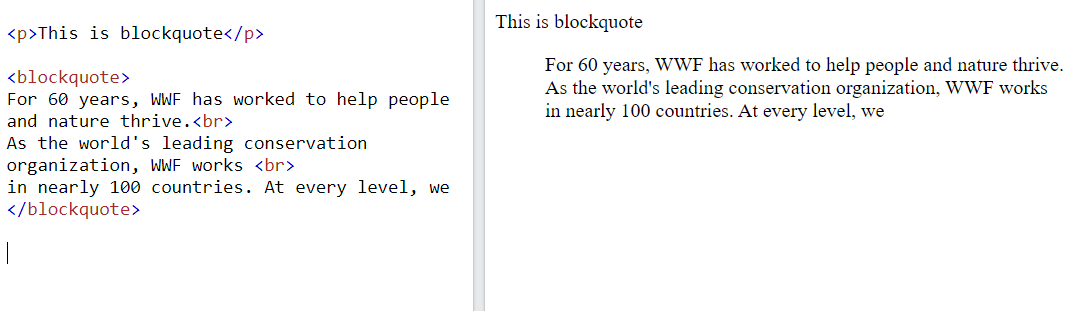 <p>This is blockquote</p>
<blockquote>
For 60 years, WWF has worked to help people
and nature thrive.<br>
As the world's leading conservation
organization, WWF works <br>
in nearly 100 countries. At every level, we
</blockquote>
This is blockquote
For 60 years, WWF has worked to help people and nature thrive.
As the world's leading conservation organization, WWF works
in nearly 100 countries. At every level, we